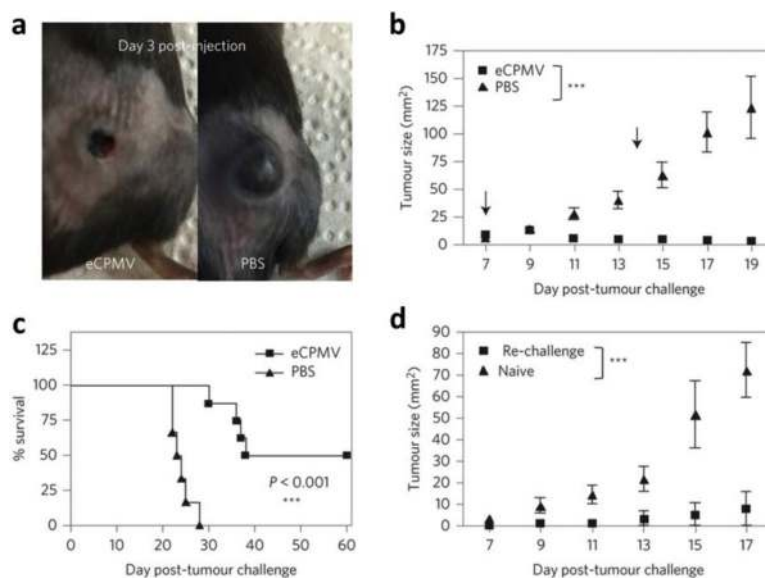 a
Day 3 post-injection
eCPMV
PBS
b
Tumour size (mm²)
175
150
125
100
75
50
25
0
eCPMV
PBS
***
7 9 11 13 15 17 19
Day post-tumour challenge
c
% survival
125
100
75
50
25
0
eCPMV
PBS
P < 0.001
***
0 10 20 30 40 50 60
Day post-tumour challenge
d
Tumour size (mm²)
90
80
70
60
50
40
30
20
10
0
Re-challenge
Naive
***
7 9 11 13 15 17
Day post-tumour challenge